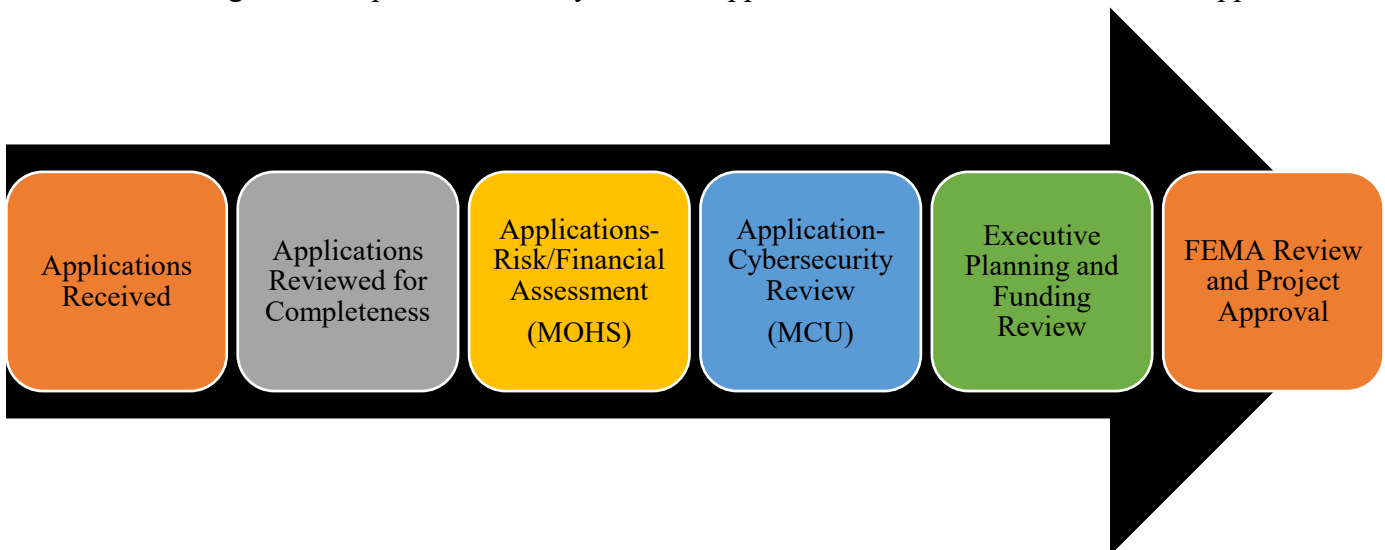 Applications
Received
Applications
Reviewed for
Completeness
Applications-
Risk/Financial
Assessment
(MOHS)
Application-
Cybersecurity
Review
(MCU)
Executive
Planning and
Funding
Review
FEMA Review
and Project
Approval